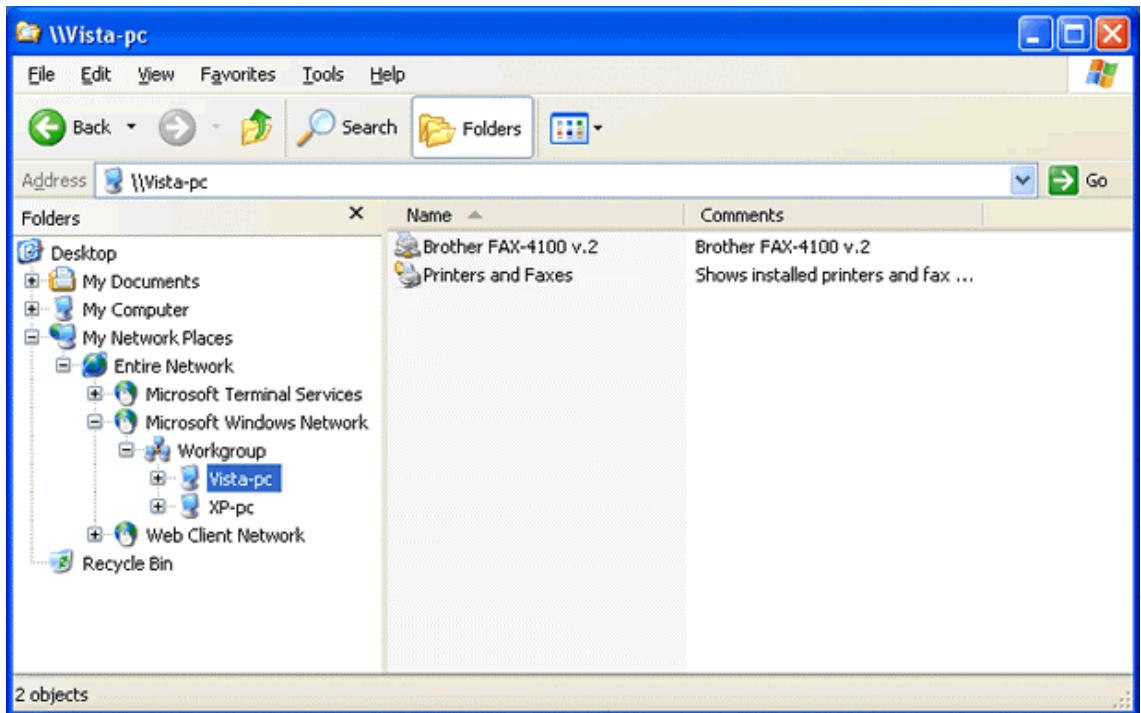 \\Vista-pc
File Edit View Favorites Tools Help
Back Search Folders
Address \\Vista-pc Go
Folders Name Comments
Desktop
My Documents
My Computer
My Network Places
Entire Network
Microsoft Terminal Services
Microsoft Windows Network
Workgroup
Vista-pc
XP-pc
Web Client Network
Recycle Bin
Brother FAX-4100 v.2 Brother FAX-4100 v.2
Printers and Faxes Shows installed printers and fax ...
2 objects